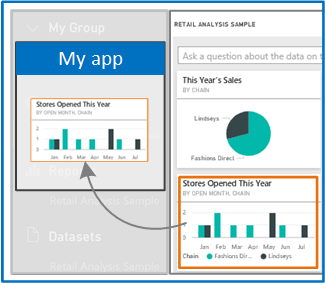 My Group
My app
Stores Opened This Year
BY OPEN MONTH, CHAIN
2
1
0
Jan Feb Mar Apr May Jun Jul
Retail Analysis Sample
Datasets
Retail Analysis Sample
RETAIL ANALYSIS SAMPLE
Ask a question about the data on t
This Year's Sales
BY CHAIN
Lindseys
Fashions Direct
Stores Opened This Year
BY OPEN MONTH, CHAIN
2
1
0
Jan Feb Mar Apr May Jun Jul
Chain Fashions Dir... Lindseys